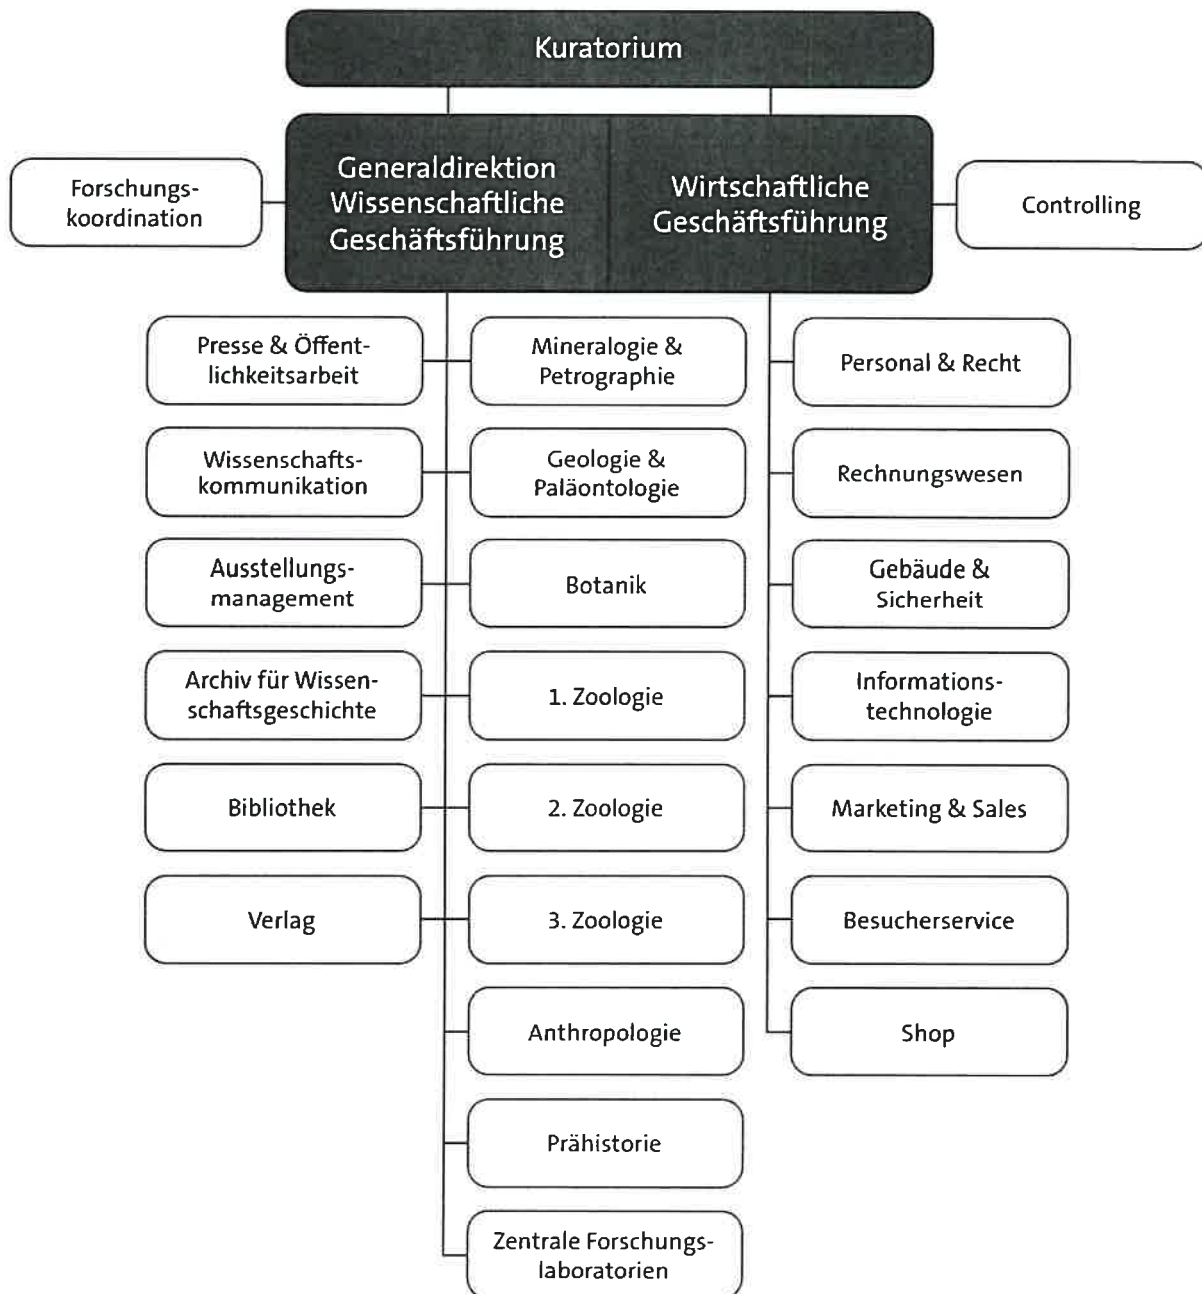 Kuratorium
Generaldirektion
Wissenschaftliche
Geschäftsführung
Wirtschaftliche
Geschäftsführung
Forschungs-
koordination
Controlling
Presse & Öffent-
lichkeitsarbeit
Mineralogie &
Petrographie
Personal & Recht
Wissenschafts-
kommunikation
Geologie &
Paläontologie
Rechnungswesen
Ausstellungs-
management
Botanik
Gebäude &
Sicherheit
Archiv für Wissen-
schaftsgeschichte
1. Zoologie
Informations-
technologie
Bibliothek
2. Zoologie
Marketing & Sales
Verlag
3. Zoologie
Besucherservice
Anthropologie
Shop
Prähistorie
Zentrale Forschungs-
laboratorien